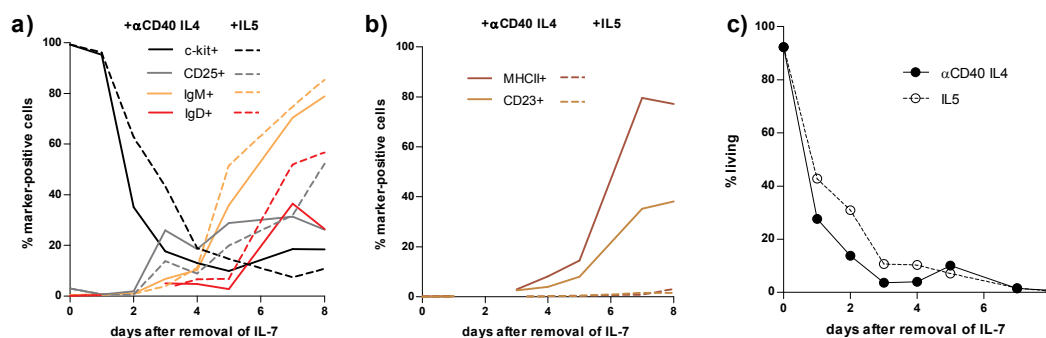 a)
+αCD40 IL4 +IL5
c-kit+
CD25+
IgM+
IgD+
% marker-positive cells
100
80
60
40
20
0
0 2 4 6 8
days after removal of IL-7
b)
+αCD40 IL4 +IL5
MHCII+
CD23+
% marker-positive cells
100
80
60
40
20
0
0 2 4 6 8
days after removal of IL-7
c)
αCD40 IL4
IL5
% living
100
80
60
40
20
0
0 2 4 6
days after removal of IL-7